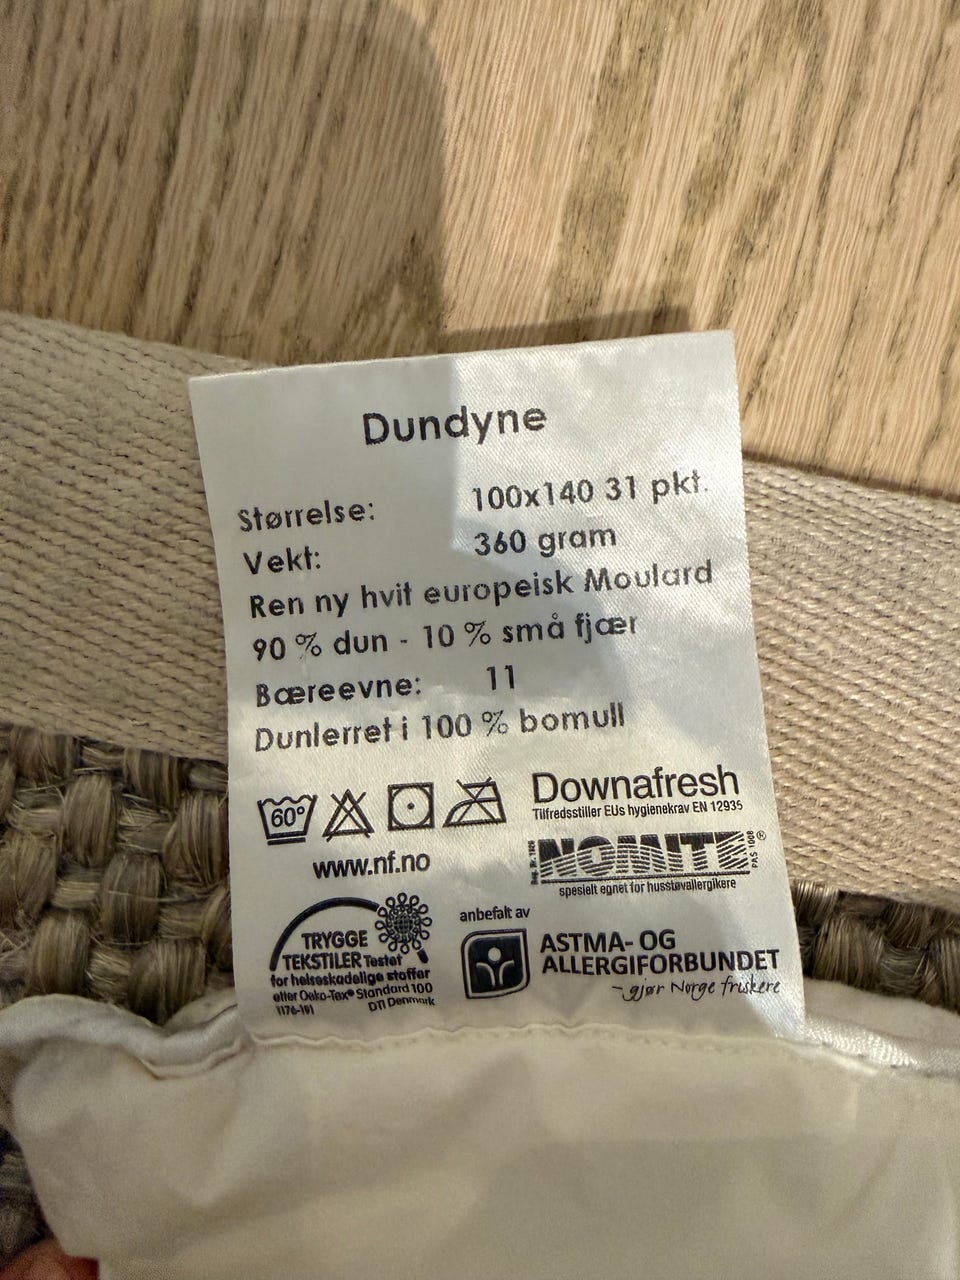 Dundyne
Størrelse: 100x140 31 pkt.
Vekt: 360 gram
Ren ny hvit europeisk Moulard
90 % dun - 10 % små fjær
Bæreevne: 11
Dunlerret i 100 % bomull
60°
www.nf.no
Downafresh
Tilfredsstiller EUs hygienekrav EN 12935
NOMITE®
spesielt egnet for husstøvallergikere
TRYGGE
TEKSTILER Testet
for helseskadelige stoffer
etter Oeko-Tex® Standard 100
1176-191 DTI Denmark
anbefalt av
ASTMA- OG
ALLERGIFORBUNDET
- gjør Norge friskere